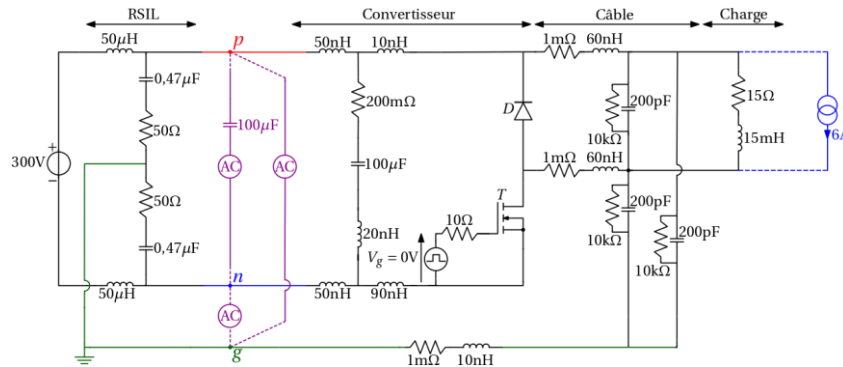 RSIL Convertisseur Câble Charge
50μH p 50nH 10nH 1mΩ 60nH
0,47μF
200mΩ 200pF 15Ω
100μF D
50Ω 10kΩ 15mH 6A
300V + − AC AC 100μF 1mΩ 60nH
50Ω T
10Ω 200pF 200pF
20nH
0,47μF Vg = 0V 10kΩ
10kΩ
50μH n 50nH 90nH
AC
g 1mΩ 10nH